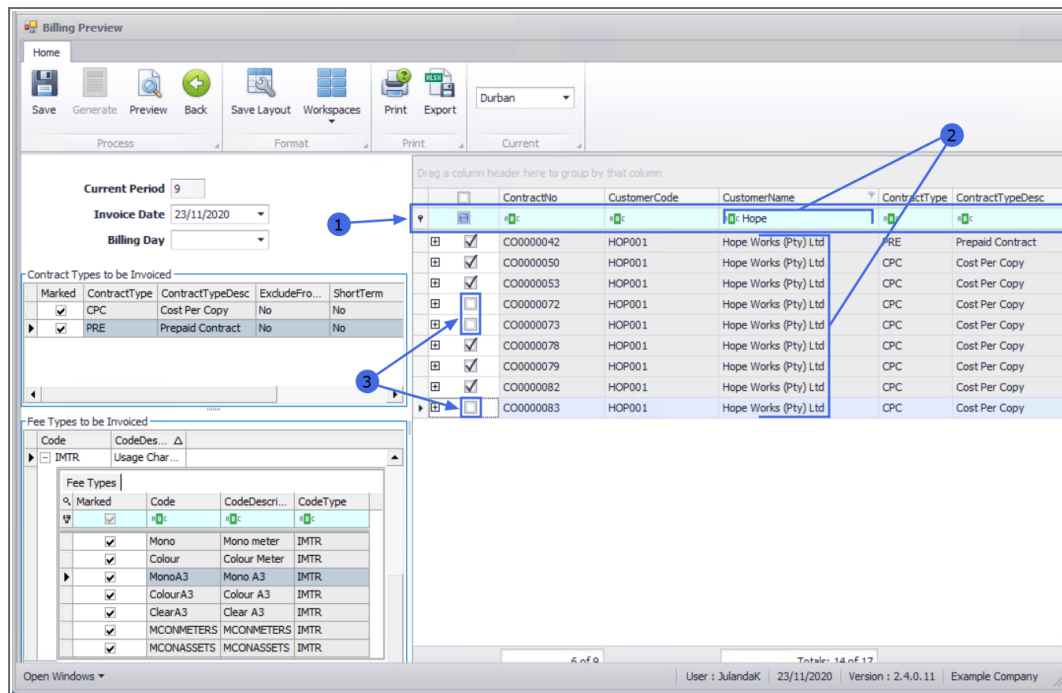 Billing Preview
Home
Save Generate Preview Back Save Layout Workspaces Print Export Durban
Process Format Print Current
Current Period 9
Invoice Date 23/11/2020
Billing Day
Contract Types to be Invoiced
Marked ContractType ContractTypeDesc ExcludeFro... ShortTerm
CPC Cost Per Copy No No
PRE Prepaid Contract No No
Fee Types to be Invoiced
Code CodeDes...
IMTR Usage Char...
Fee Types
Marked Code CodeDescri... CodeType
Mono Mono meter IMTR
Colour Colour Meter IMTR
MonoA3 Mono A3 IMTR
ColourA3 Colour A3 IMTR
ClearA3 Clear A3 IMTR
MCONMETERS MCONMETERS IMTR
MCONASSETS MCONASSETS IMTR
1
2
3
Drag a column header here to group by that column
ContractNo CustomerCode CustomerName ContractType ContractTypeDesc
Hope
CO0000042 HOP001 Hope Works (Pty) Ltd PRE Prepaid Contract
CO0000050 HOP001 Hope Works (Pty) Ltd CPC Cost Per Copy
CO0000053 HOP001 Hope Works (Pty) Ltd CPC Cost Per Copy
CO0000072 HOP001 Hope Works (Pty) Ltd CPC Cost Per Copy
CO0000073 HOP001 Hope Works (Pty) Ltd CPC Cost Per Copy
CO0000078 HOP001 Hope Works (Pty) Ltd CPC Cost Per Copy
CO0000079 HOP001 Hope Works (Pty) Ltd CPC Cost Per Copy
CO0000082 HOP001 Hope Works (Pty) Ltd CPC Cost Per Copy
CO0000083 HOP001 Hope Works (Pty) Ltd CPC Cost Per Copy
6 of 9 Totals: 14 of 17
Open Windows User : JulandaK 23/11/2020 Version : 2.4.0.11 Example Company